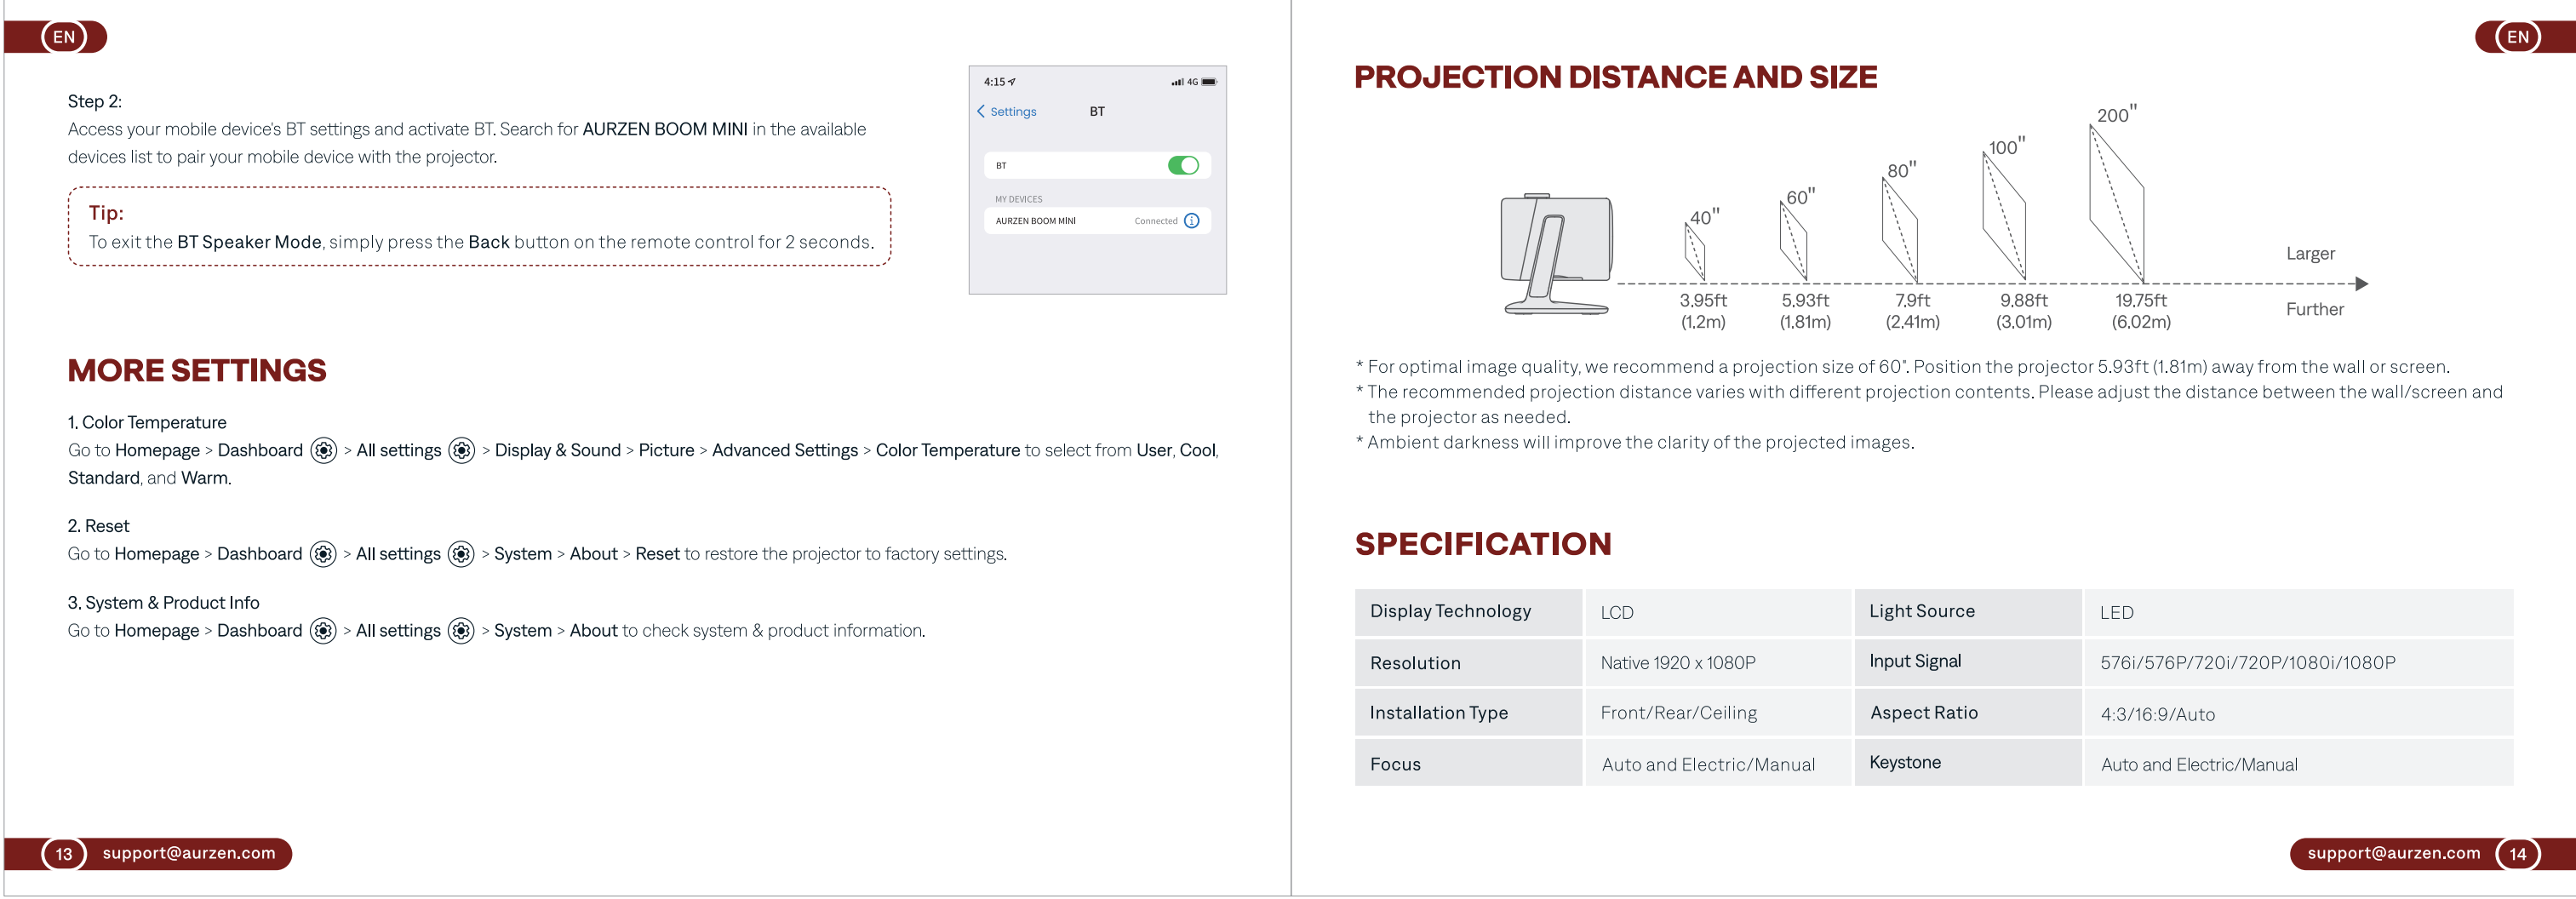 EN
Step 2:
Access your mobile device's BT settings and activate BT. Search for AURZEN BOOM MINI in the available
devices list to pair your mobile device with the projector.
Tip:
To exit the BT Speaker Mode, simply press the Back button on the remote control for 2 seconds.
4:15 4G
Settings BT
BT
MY DEVICES
AURZEN BOOM MINI Connected
MORE SETTINGS
1. Color Temperature
Go to Homepage > Dashboard > All settings > Display & Sound > Picture > Advanced Settings > Color Temperature to select from User, Cool,
Standard, and Warm.
2. Reset
Go to Homepage > Dashboard > All settings > System > About > Reset to restore the projector to factory settings.
3. System & Product Info
Go to Homepage > Dashboard > All settings > System > About to check system & product information.
13 support@aurzen.com
EN
PROJECTION DISTANCE AND SIZE
40" 60" 80" 100" 200"
Larger
3.95ft 5.93ft 7.9ft 9.88ft 19.75ft
Further
(1.2m) (1.81m) (2.41m) (3.01m) (6.02m)
* For optimal image quality, we recommend a projection size of 60". Position the projector 5.93ft (1.81m) away from the wall or screen.
* The recommended projection distance varies with different projection contents. Please adjust the distance between the wall/screen and
the projector as needed.
* Ambient darkness will improve the clarity of the projected images.
SPECIFICATION
Display Technology LCD Light Source LED
Resolution Native 1920 x 1080P Input Signal 576i/576P/720i/720P/1080i/1080P
Installation Type Front/Rear/Ceiling Aspect Ratio 4:3/16:9/Auto
Focus Auto and Electric/Manual Keystone Auto and Electric/Manual
support@aurzen.com 14